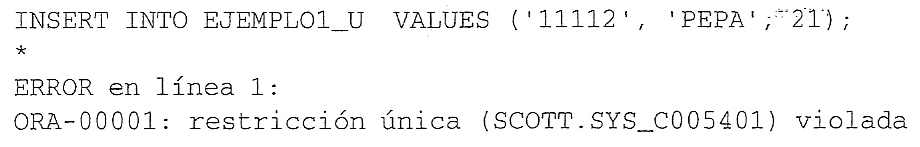 INSERT INTO EJEMPLO1_U VALUES ('11112', 'PEPA', 21);
*
ERROR en línea 1:
ORA-00001: restricción única (SCOTT.SYS_C005401) violada